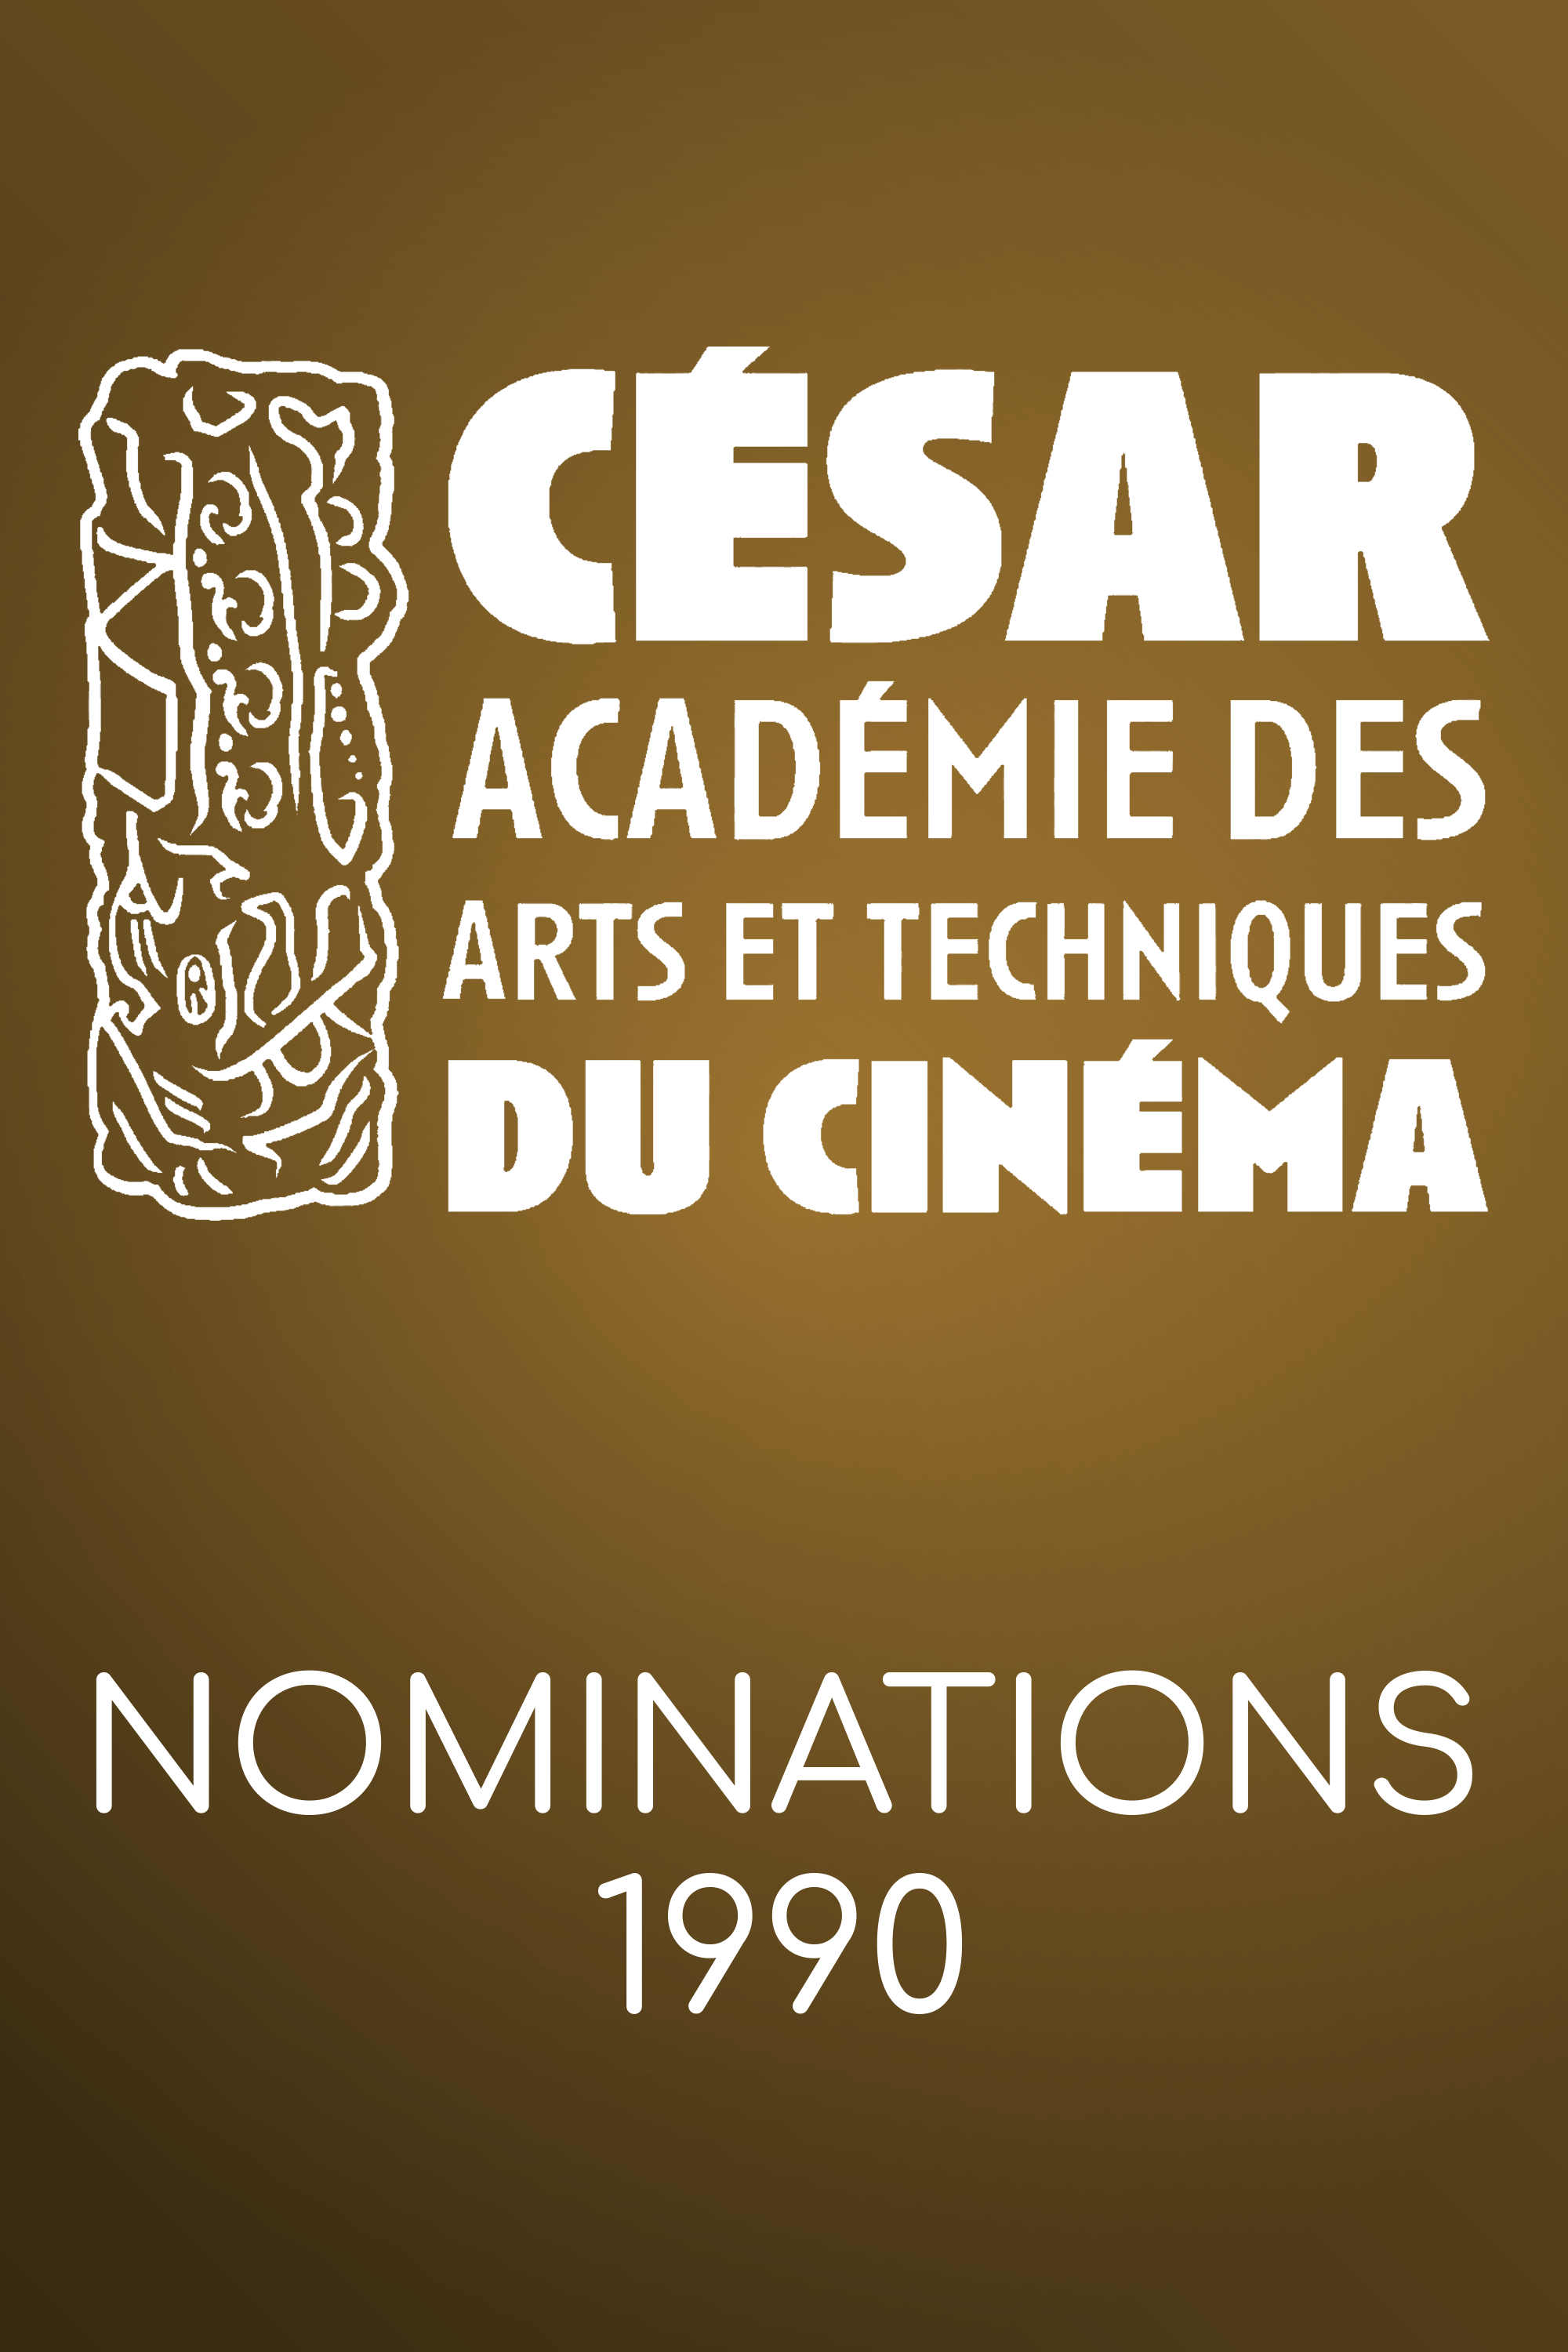 CÉSAR
ACADÉMIE DES
ARTS ET TECHNIQUES
DU CINÉMA
NOMINATIONS
1990